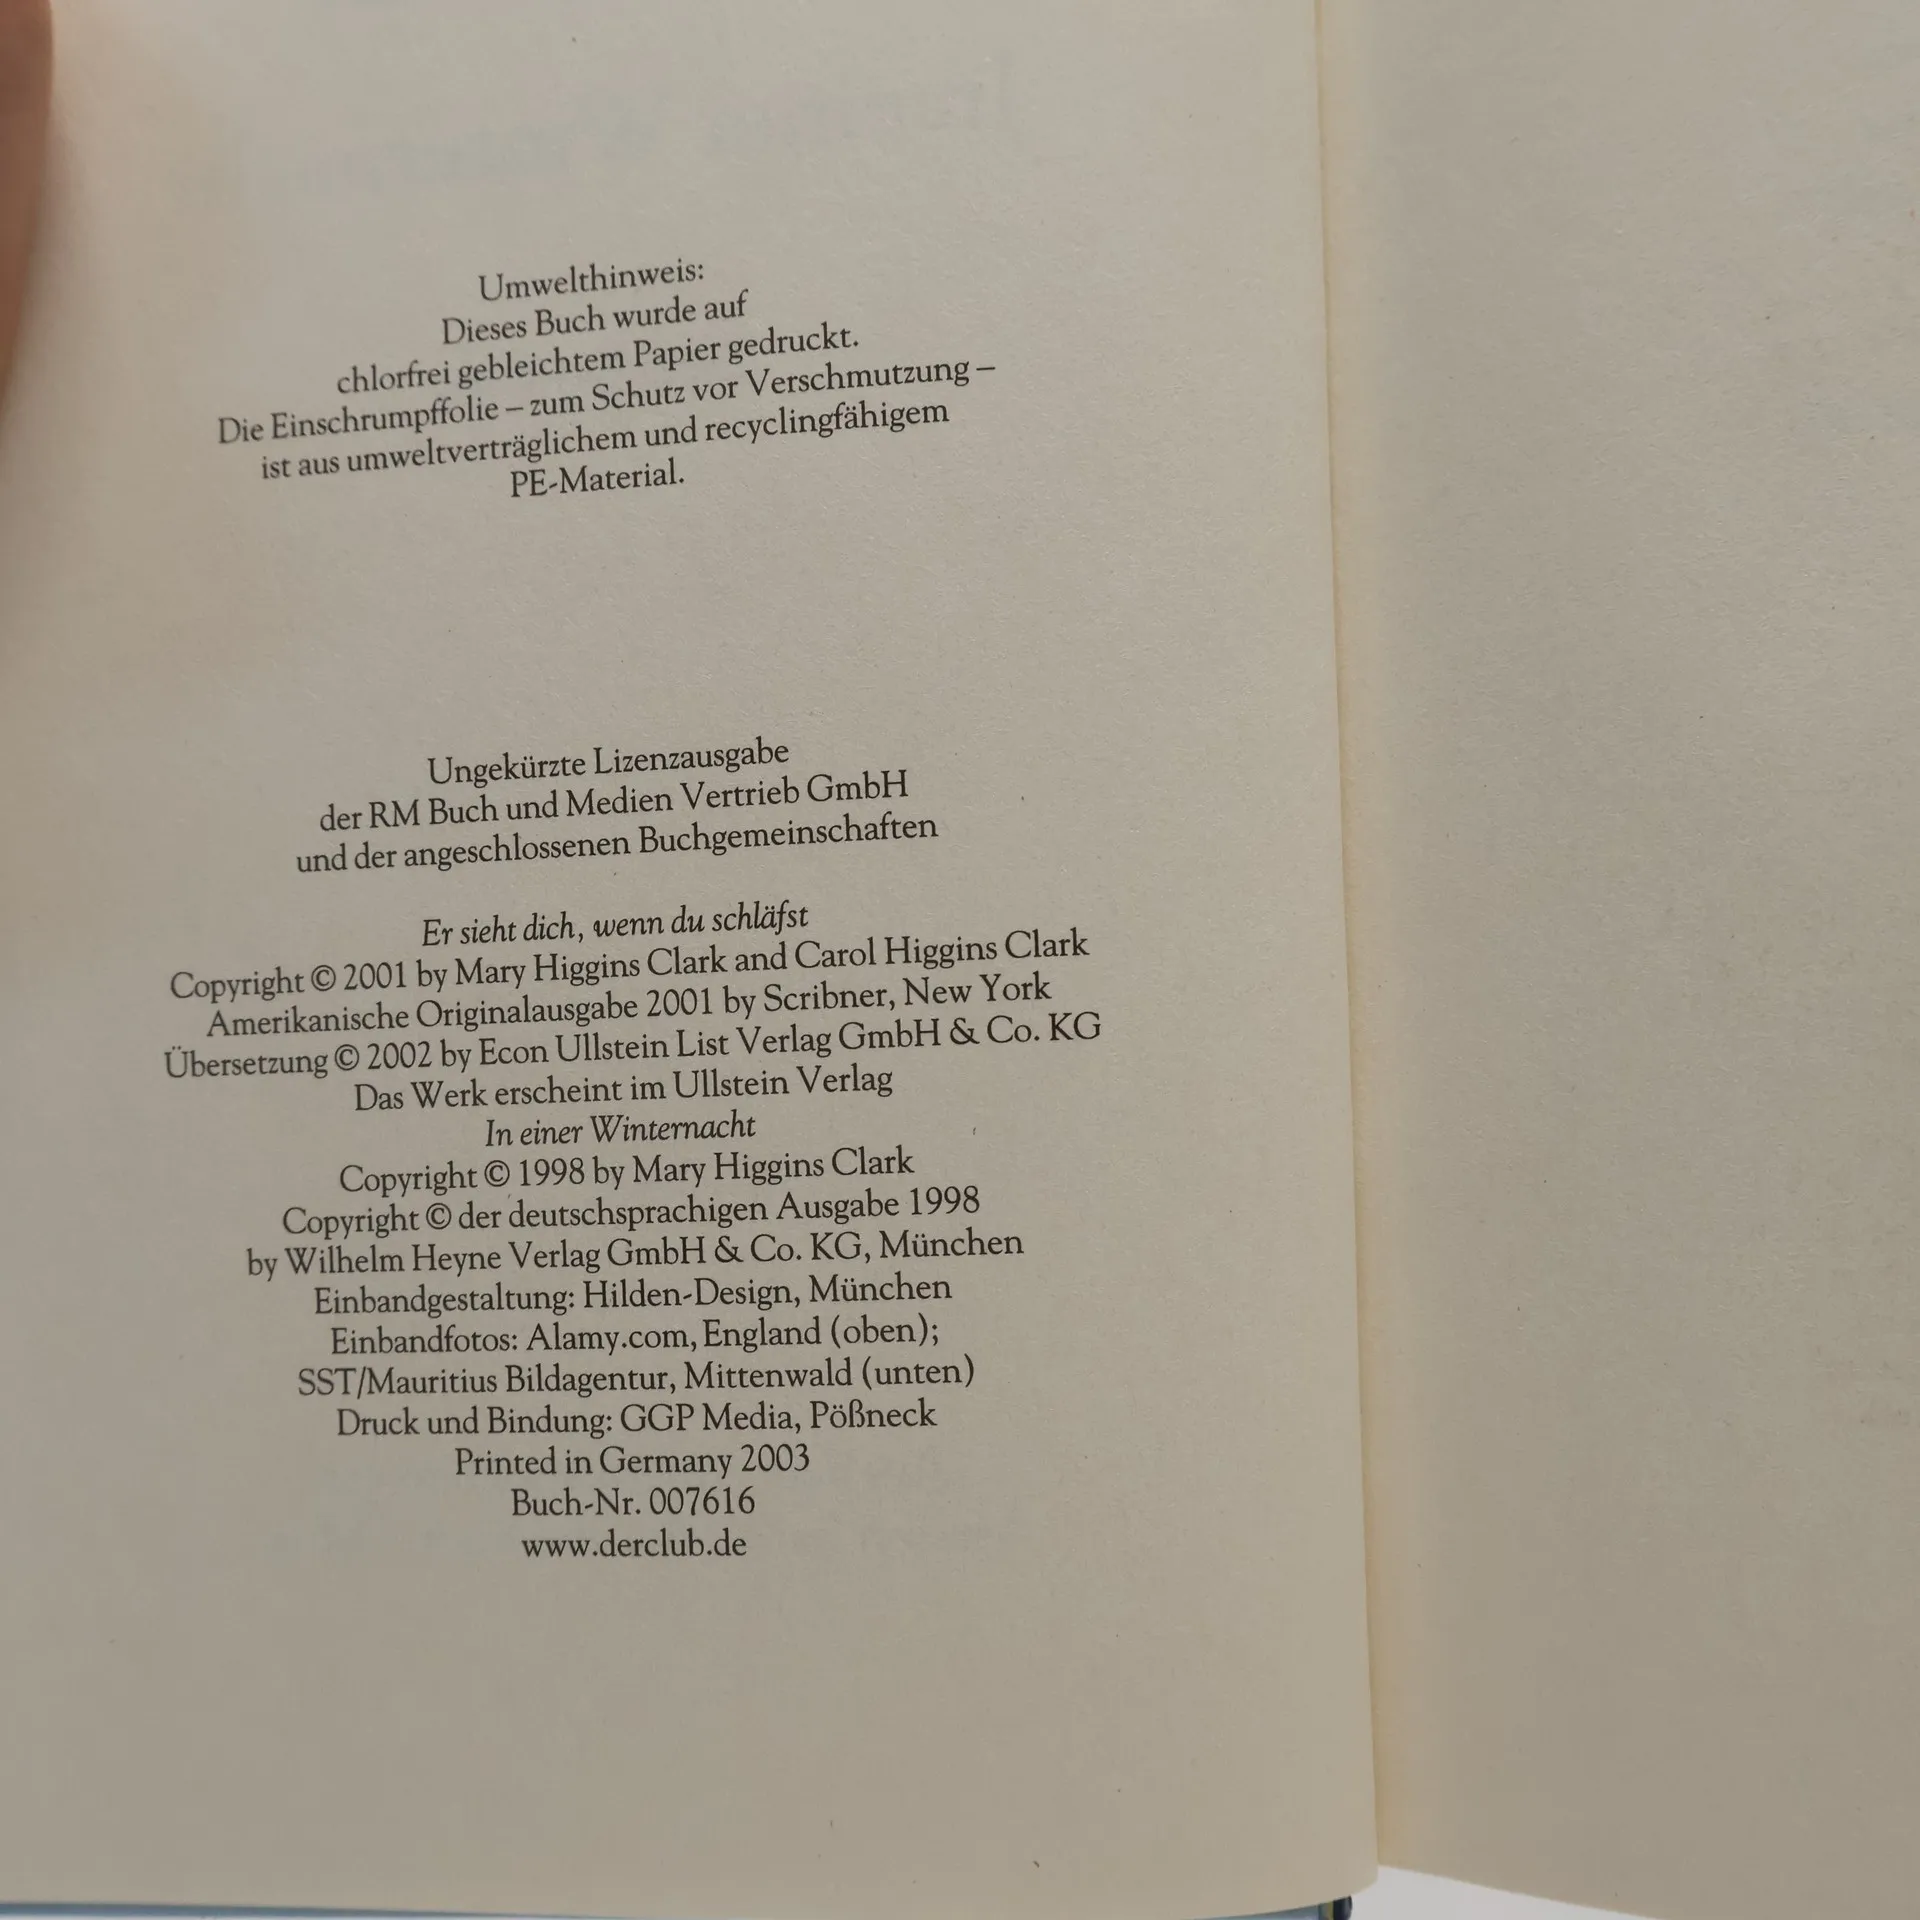 Umwelthinweis:
Dieses Buch wurde auf
chlorfrei gebleichtem Papier gedruckt.
Die Einschrumpffolie – zum Schutz vor Verschmutzung –
ist aus umweltverträglichem und recyclingfähigem
PE-Material.
Ungekürzte Lizenzausgabe
der RM Buch und Medien Vertrieb GmbH
und der angeschlossenen Buchgemeinschaften
Er sieht dich, wenn du schläfst
Copyright © 2001 by Mary Higgins Clark and Carol Higgins Clark
Amerikanische Originalausgabe 2001 by Scribner, New York
Übersetzung © 2002 by Econ Ullstein List Verlag GmbH & Co. KG
Das Werk erscheint im Ullstein Verlag
In einer Winternacht
Copyright © 1998 by Mary Higgins Clark
Copyright © der deutschsprachigen Ausgabe 1998
by Wilhelm Heyne Verlag GmbH & Co. KG, München
Einbandgestaltung: Hilden-Design, München
Einbandfotos: Alamy.com, England (oben);
SST/Mauritius Bildagentur, Mittenwald (unten)
Druck und Bindung: GGP Media, Pößneck
Printed in Germany 2003
Buch-Nr. 007616
www.derclub.de